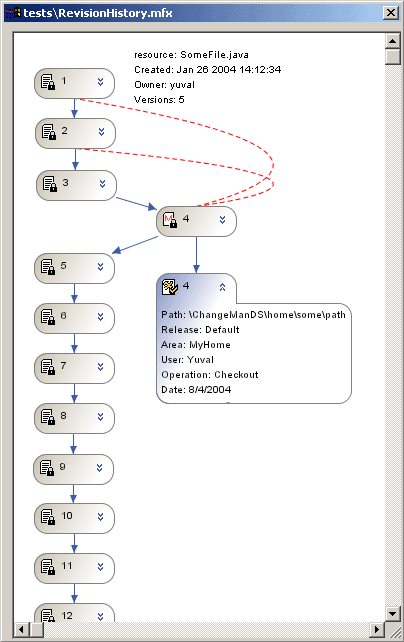 tests\RevisionHistory.mfx
resource: SomeFile.java
Created: Jan 26 2004 14:12:34
Owner: yuval
Versions: 5
1
2
3
M 4
5
4
Path: \ChangeManDS\home\some\path
Release: Default
Area: MyHome
User: Yuval
Operation: Checkout
Date: 8/4/2004
6
7
8
9
10
11
12